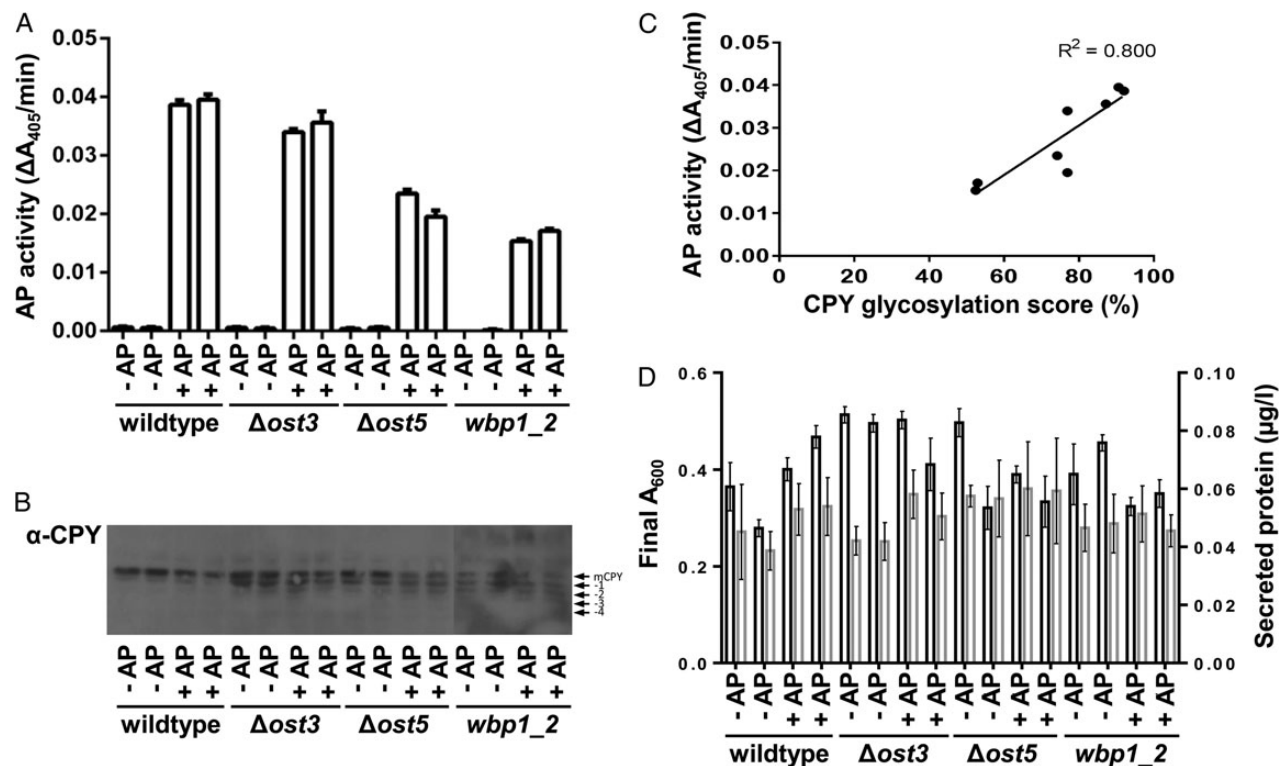 A
AP activity (ΔA405/min)
0.05
0.04
0.03
0.02
0.01
0.00
- AP
- AP
+ AP
+ AP
- AP
- AP
+ AP
+ AP
- AP
- AP
+ AP
+ AP
- AP
- AP
+ AP
+ AP
wildtype
Δost3
Δost5
wbp1_2
B
α-CPY
mCPY
-1
-2
-3
-4
- AP
- AP
+ AP
+ AP
- AP
- AP
+ AP
+ AP
- AP
- AP
+ AP
+ AP
- AP
- AP
+ AP
+ AP
wildtype
Δost3
Δost5
wbp1_2
C
R² = 0.800
AP activity (ΔA405/min)
0.05
0.04
0.03
0.02
0.01
0.00
0 20 40 60 80 100
CPY glycosylation score (%)
D
Final A600
0.6
0.4
0.2
0.0
Secreted protein (µg/l)
0.10
0.08
0.06
0.04
0.02
0.00
- AP
- AP
+ AP
+ AP
- AP
- AP
+ AP
+ AP
- AP
- AP
+ AP
+ AP
- AP
- AP
+ AP
+ AP
wildtype
Δost3
Δost5
wbp1_2